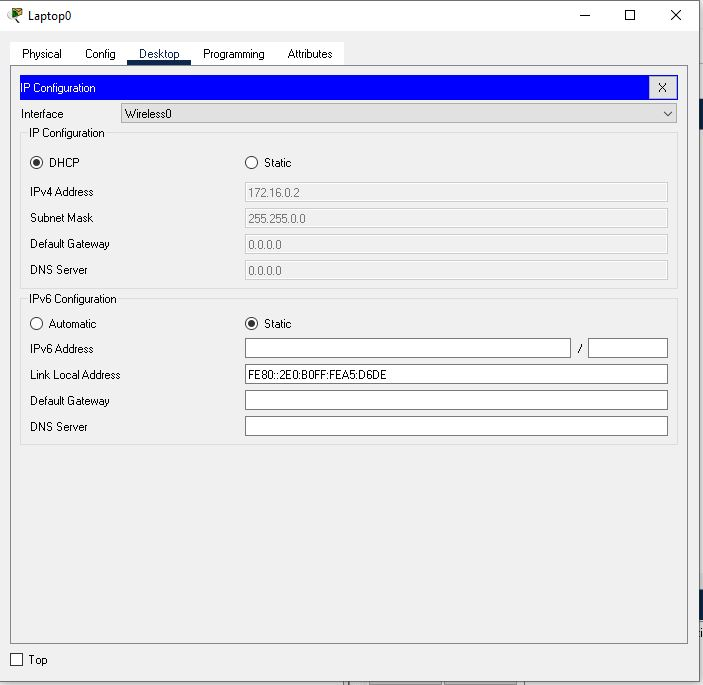 Laptop0
Physical Config Desktop Programming Attributes
IP Configuration X
Interface Wireless0
IP Configuration
DHCP Static
IPv4 Address 172.16.0.2
Subnet Mask 255.255.0.0
Default Gateway 0.0.0.0
DNS Server 0.0.0.0
IPv6 Configuration
Automatic Static
IPv6 Address /
Link Local Address FE80::2E0:B0FF:FEA5:D6DE
Default Gateway
DNS Server
Top